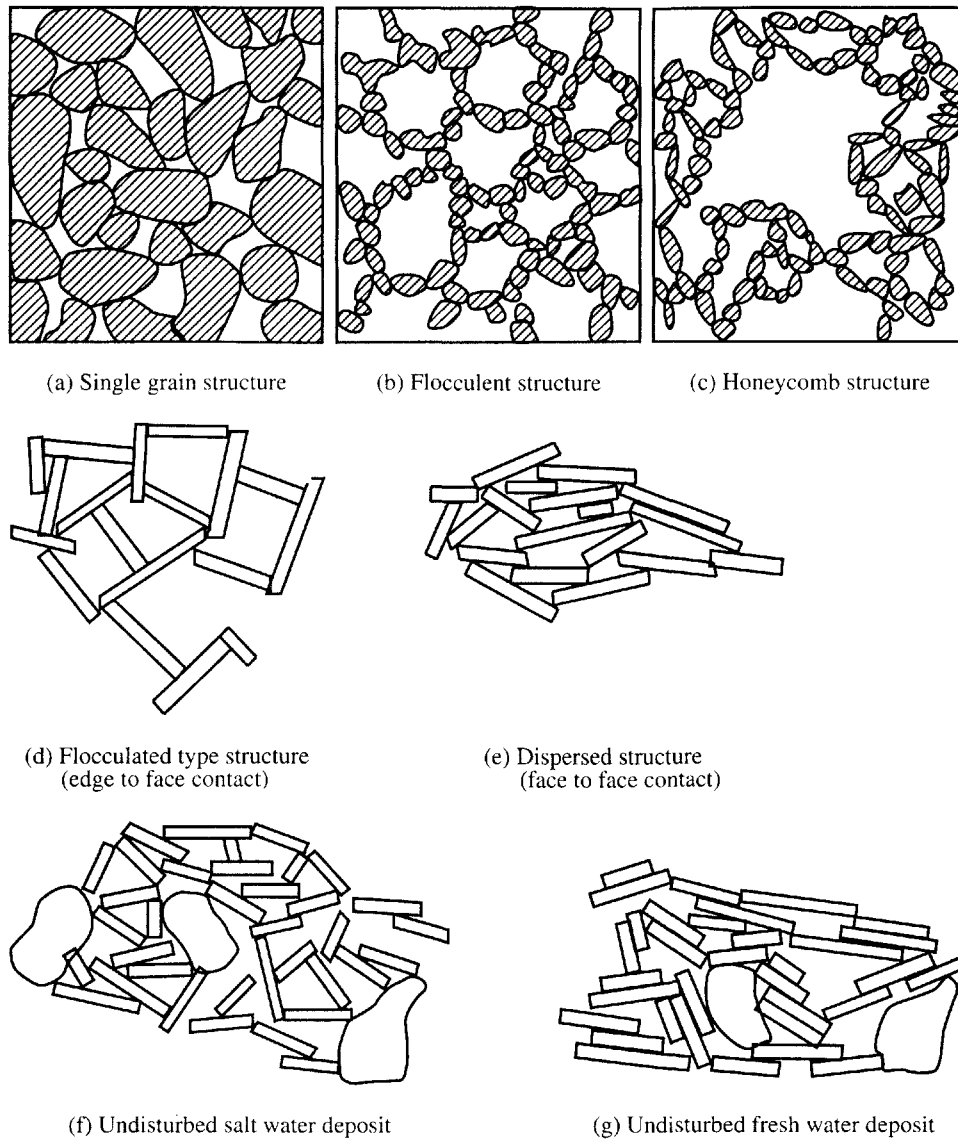 (a) Single grain structure
(b) Flocculent structure
(c) Honeycomb structure
(d) Flocculated type structure
(edge to face contact)
(e) Dispersed structure
(face to face contact)
(f) Undisturbed salt water deposit
(g) Undisturbed fresh water deposit